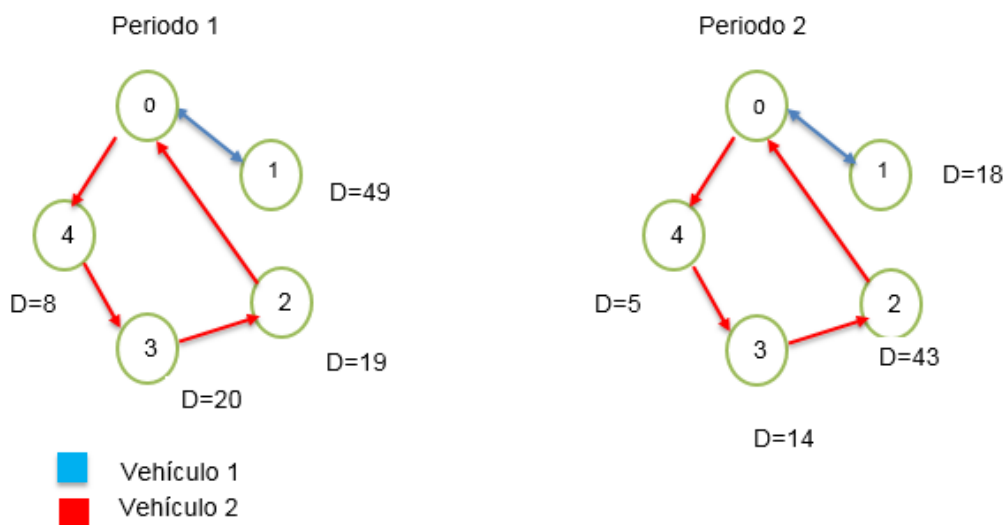 Periodo 1
0
1
D=49
4
D=8
2
3
D=19
D=20
Vehículo 1
Vehículo 2
Periodo 2
0
1
D=18
4
D=5
2
3
D=43
D=14